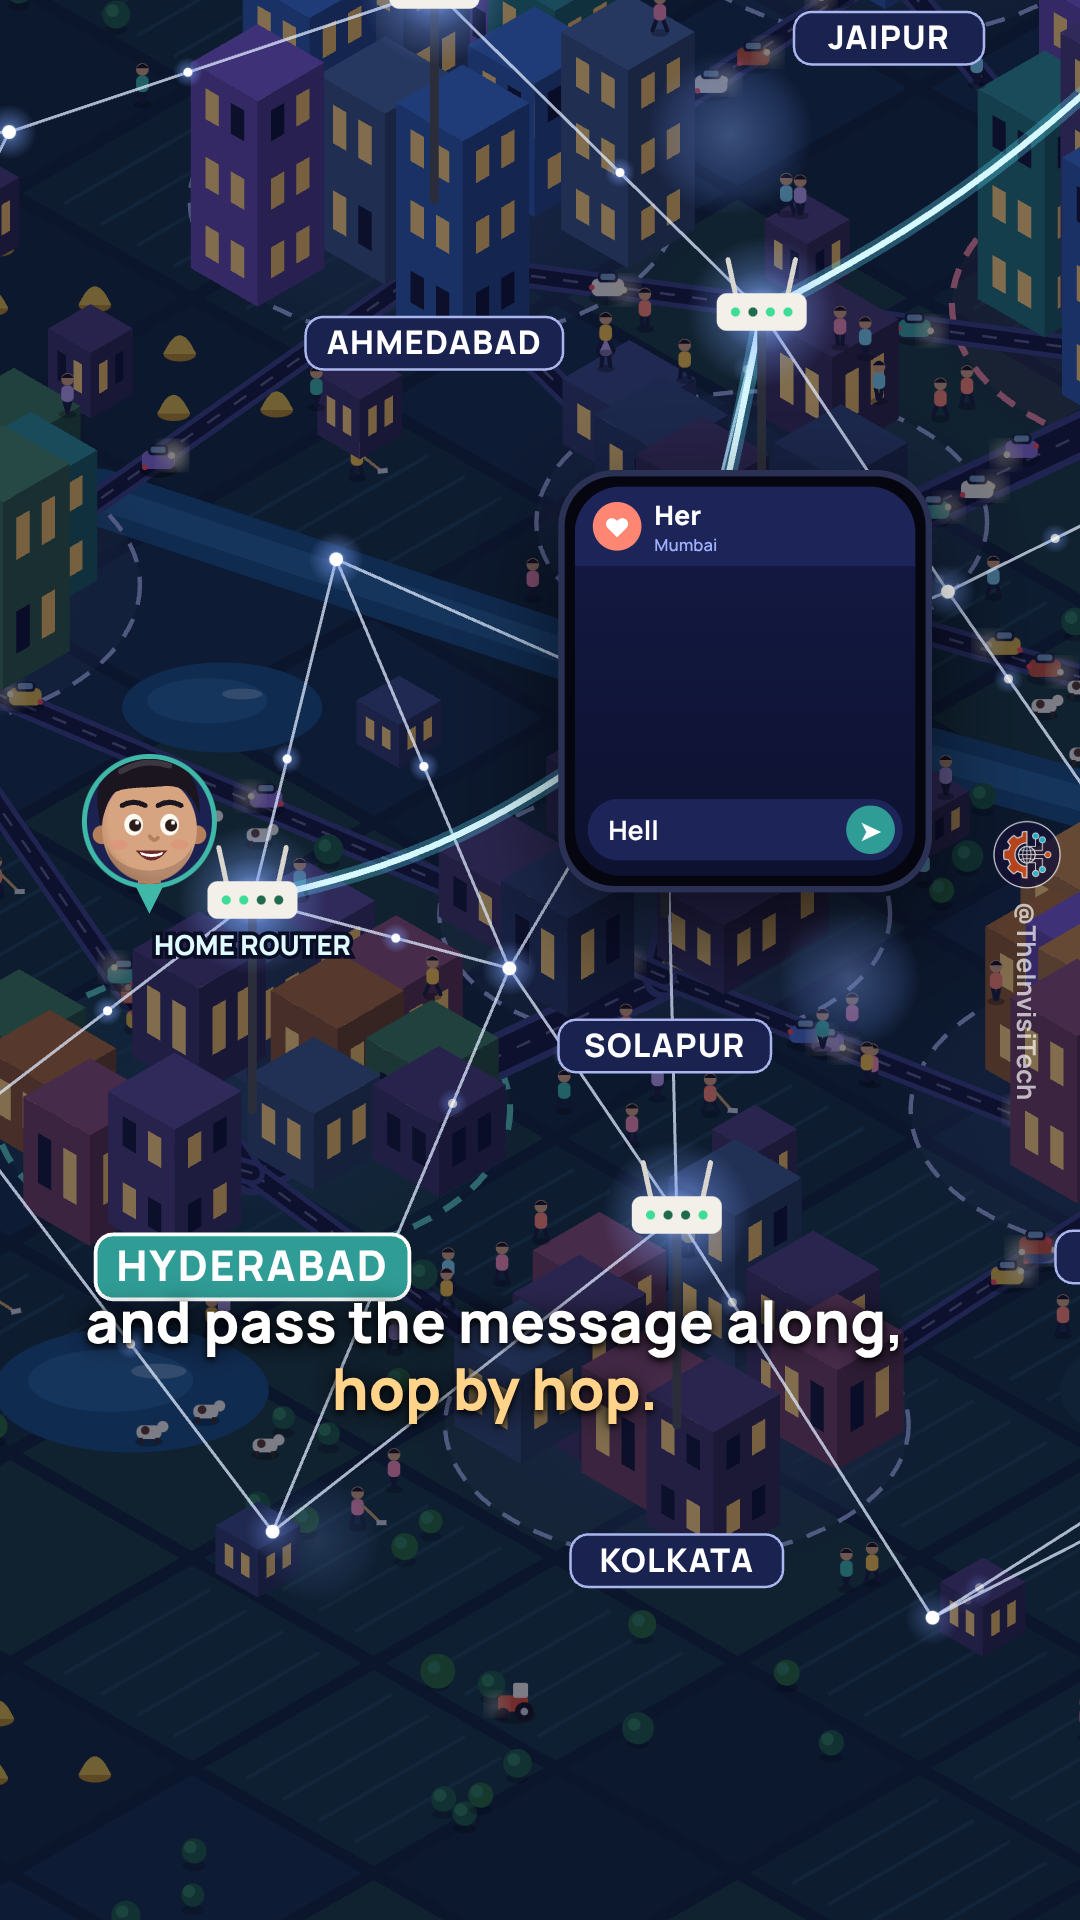 JAIPUR
AHMEDABAD
Her
Mumbai
Hell
HOME ROUTER
@TheInvisiTech
SOLAPUR
HYDERABAD
and pass the message along,
hop by hop.
KOLKATA